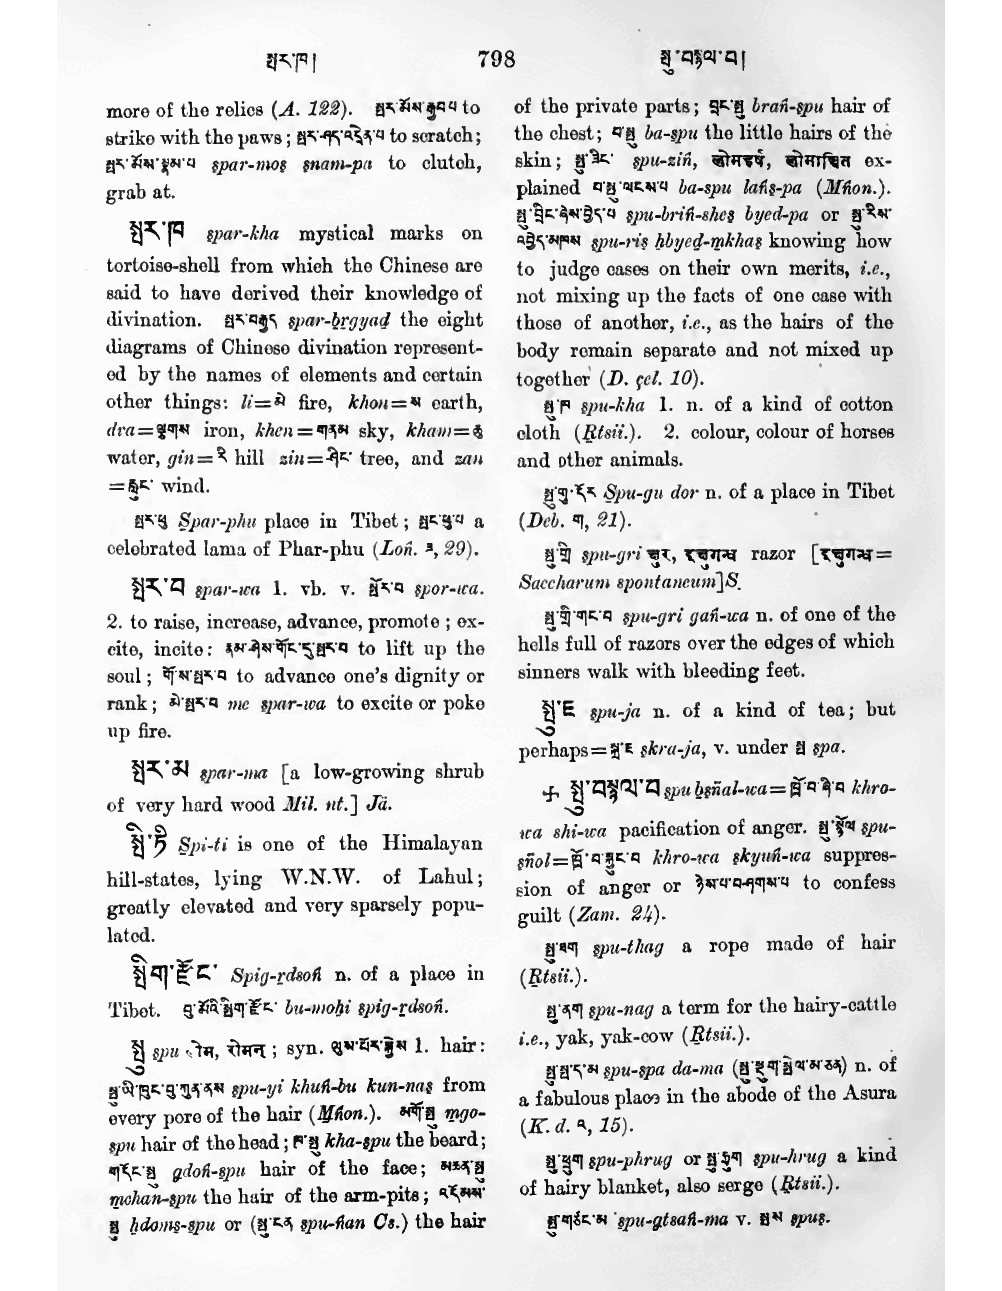 སྤར་ཁ།
798
སྤུ་བསྙལ་བ།
more of the relics (A. 122). སྤར་མོས་རྒྱབ་པ to
strike with the paws; སྤར་ to scratch;
སྤར་མོས་སྙམ་པ spar-mos snam-pa to clutch,
grab at.
སྤར་ཁ spar-kha mystical marks on
tortoise-shell from which the Chinese are
said to have derived their knowledge of
divination. སྤར་བརྒྱད spar-brgyad the eight
diagrams of Chinese divination represent-
ed by the names of elements and certain
other things: li=མེ fire, khon=ས earth,
dra=ལྕགས iron, khen=གནམ sky, kham=ཆུ
water, gin=རི hill zin=ཤིང་ tree, and zan
=རླུང་ wind.
སྤར་ཕུ Spar-phu place in Tibet; སྤར་ཕུ་པ a
celebrated lama of Phar-phu (Loṅ. ༣, 29).
སྤར་བ spar-wa 1. vb. v. སྤོར་བ spor-wa.
2. to raise, increase, advance, promote; ex-
cite, incite: རྣམ་ཤེས་གོང་དུ་སྤར་བ to lift up the
soul; གོ་ས་སྤར་བ to advance one's dignity or
rank; མེ་སྤར་བ me spar-wa to excite or poke
up fire.
སྤར་མ spar-ma [a low-growing shrub
of very hard wood Mil. nt.] Jä.
སྤི་ཏི Spi-ti is one of the Himalayan
hill-states, lying W.N.W. of Lahul;
greatly elevated and very sparsely popu-
lated.
སྤིག་རྫོང་ Spig-rdsoṅ n. of a place in
Tibet. བུ་མོའི་སྤིག་རྫོང་ bu-moḥi spig-rdsoṅ.
སྤུ spu रोम, रोमन्; syn. ལུས་པོར་སྐྱེས 1. hair:
སྤུ་ཡི་ཁུང་བུ་ཀུན་ནས spu-yi khuṅ-bu kun-nas from
every pore of the hair (Mṅon.). མགོ་སྤུ mgo-
spu hair of the head; ཁ་སྤུ kha-spu the beard;
གདོང་སྤུ gdoṅ-spu hair of the face; མཆན་སྤུ
mchan-spu the hair of the arm-pits; འདོམས་
སྤུ ḥdoms-spu or (སྤུ་ངན spu-ṅan Cs.) the hair
of the private parts; བྲང་སྤུ braṅ-spu hair of
the chest; བ་སྤུ ba-spu the little hairs of the
skin; སྤུ་ཟིང་ spu-ziṅ, लोमहर्ष, लोमाञ्चित ex-
plained བ་སྤུ་ལངས་པ ba-spu laṅs-pa (Mṅon.).
སྤུ་བྲིང་ཞེས་བྱེད་པ spu-briṅ-shes byed-pa or སྤུ་རིས་
འབྱེད་མཁས spu-ris ḥbyed-mkhas knowing how
to judge cases on their own merits, i.e.,
not mixing up the facts of one case with
those of another, i.e., as the hairs of the
body remain separate and not mixed up
together (D. çel. 10).
སྤུ་ཁ spu-kha 1. n. of a kind of cotton
cloth (Rtsii.). 2. colour, colour of horses
and other animals.
སྤུ་གུ་དོར Spu-gu dor n. of a place in Tibet
(Deb. ག, 21).
སྤུ་གྲི spu-gri razor
Saccharum spontaneum]S.
སྤུ་གྲི་གང་བ spu-gri gaṅ-wa n. of one of the
hells full of razors over the edges of which
sinners walk with bleeding feet.
སྤུ་ཇ spu-ja n. of a kind of tea; but
perhaps=སྐྲ་ཇ skra-ja, v. under སྤ spa.
+ སྤུ་བསྙལ་བ spu bsñal-wa=ཁྲོ་བ་ཞི་བ khro-
wa shi-wa pacification of anger. སྤུ་སྙོལ spu-
sñol=ཁྲོ་བ་སྐྱུང་བ khro-wa skyuṅ-wa suppres-
sion of anger or ཉེས་པ་བཤགས་པ to confess
guilt (Zam. 24).
སྤུ་ཐག spu-thag a rope made of hair
(Rtsii.).
སྤུ་ནག spu-nag a term for the hairy-cattle
i.e., yak, yak-cow (Rtsii.).
spu-spa da-ma n. of
a fabulous place in the abode of the Asura
(K. d. ༢, 15).
སྤུ་ཕྲུག spu-phrug or སྤུ་ཧྲུག spu-hrug a kind
of hairy blanket, also serge (Rtsii.).
སྤུ་གཙང་མ spu-gtsaṅ-ma v. སྤུས spus.